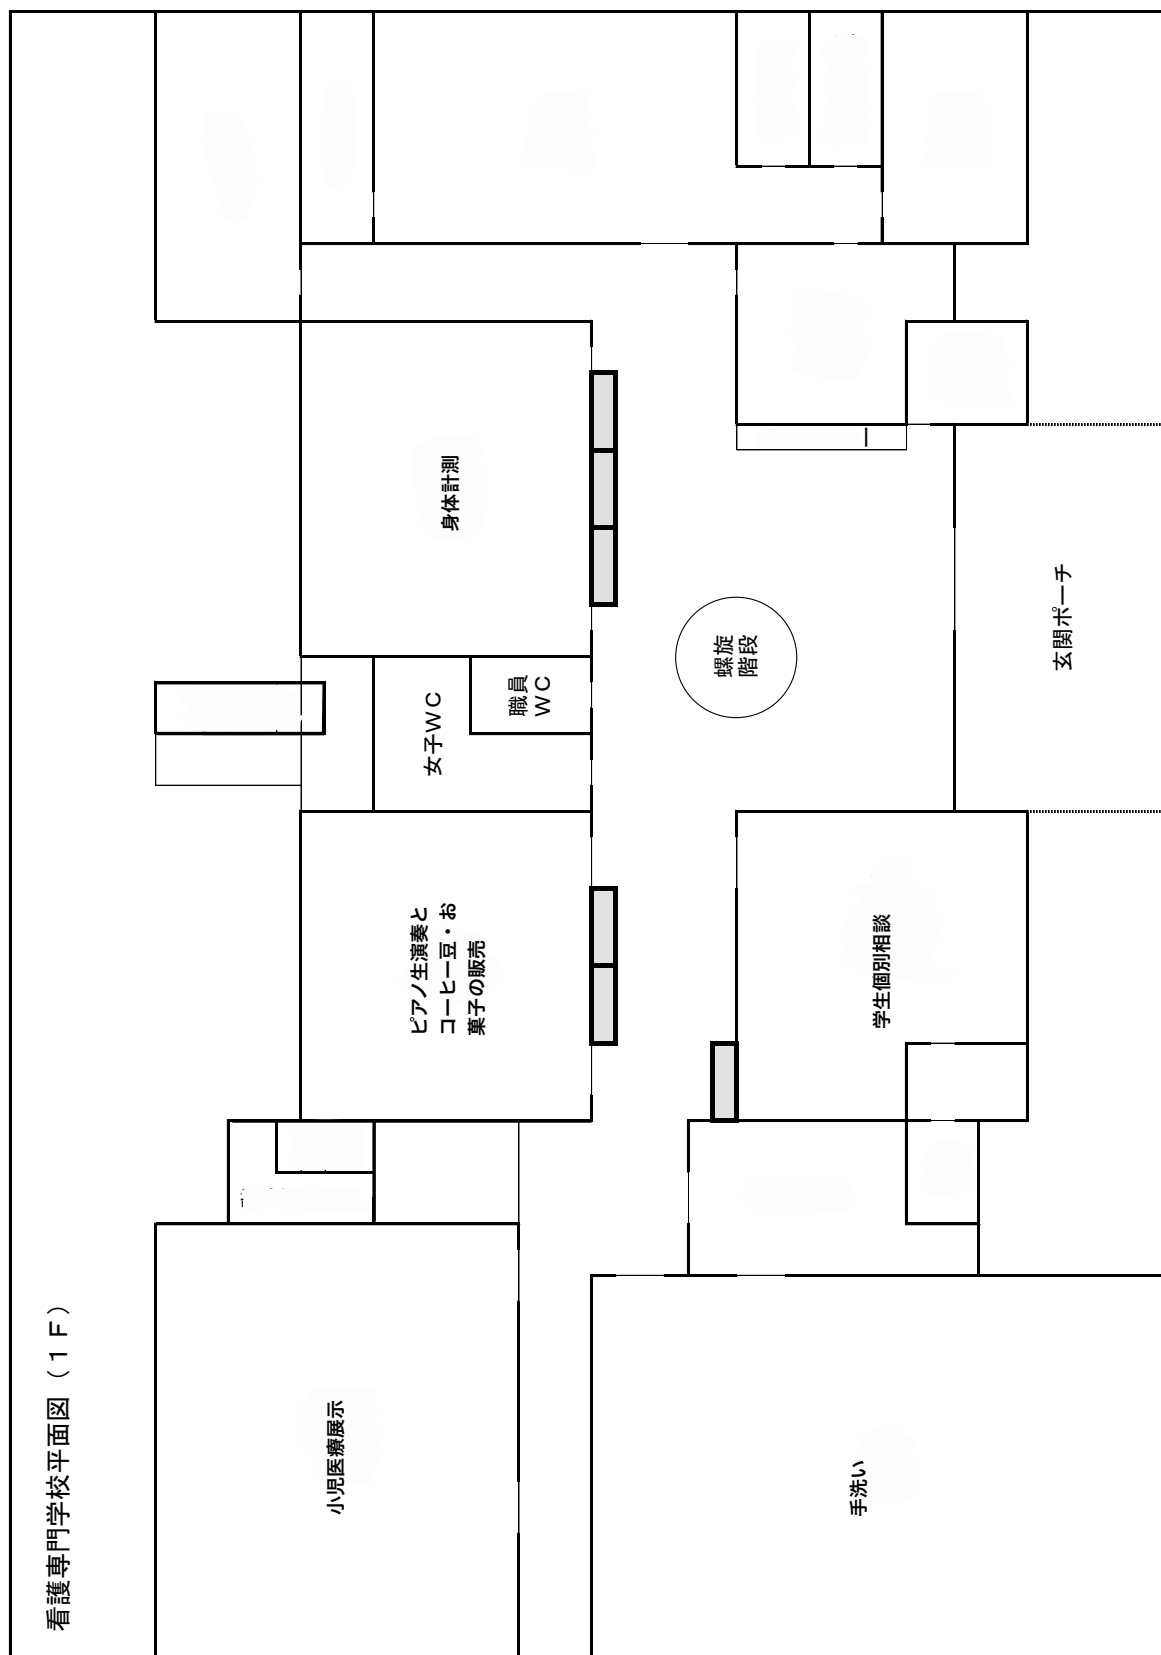 看護専門学校平面図（１Ｆ）
小児医療展示
ピアノ生演奏と
コーヒー豆・お
菓子の販売
女子ＷＣ
職員
ＷＣ
身体計測
手洗い
学生個別相談
螺旋
階段
玄関ポーチ